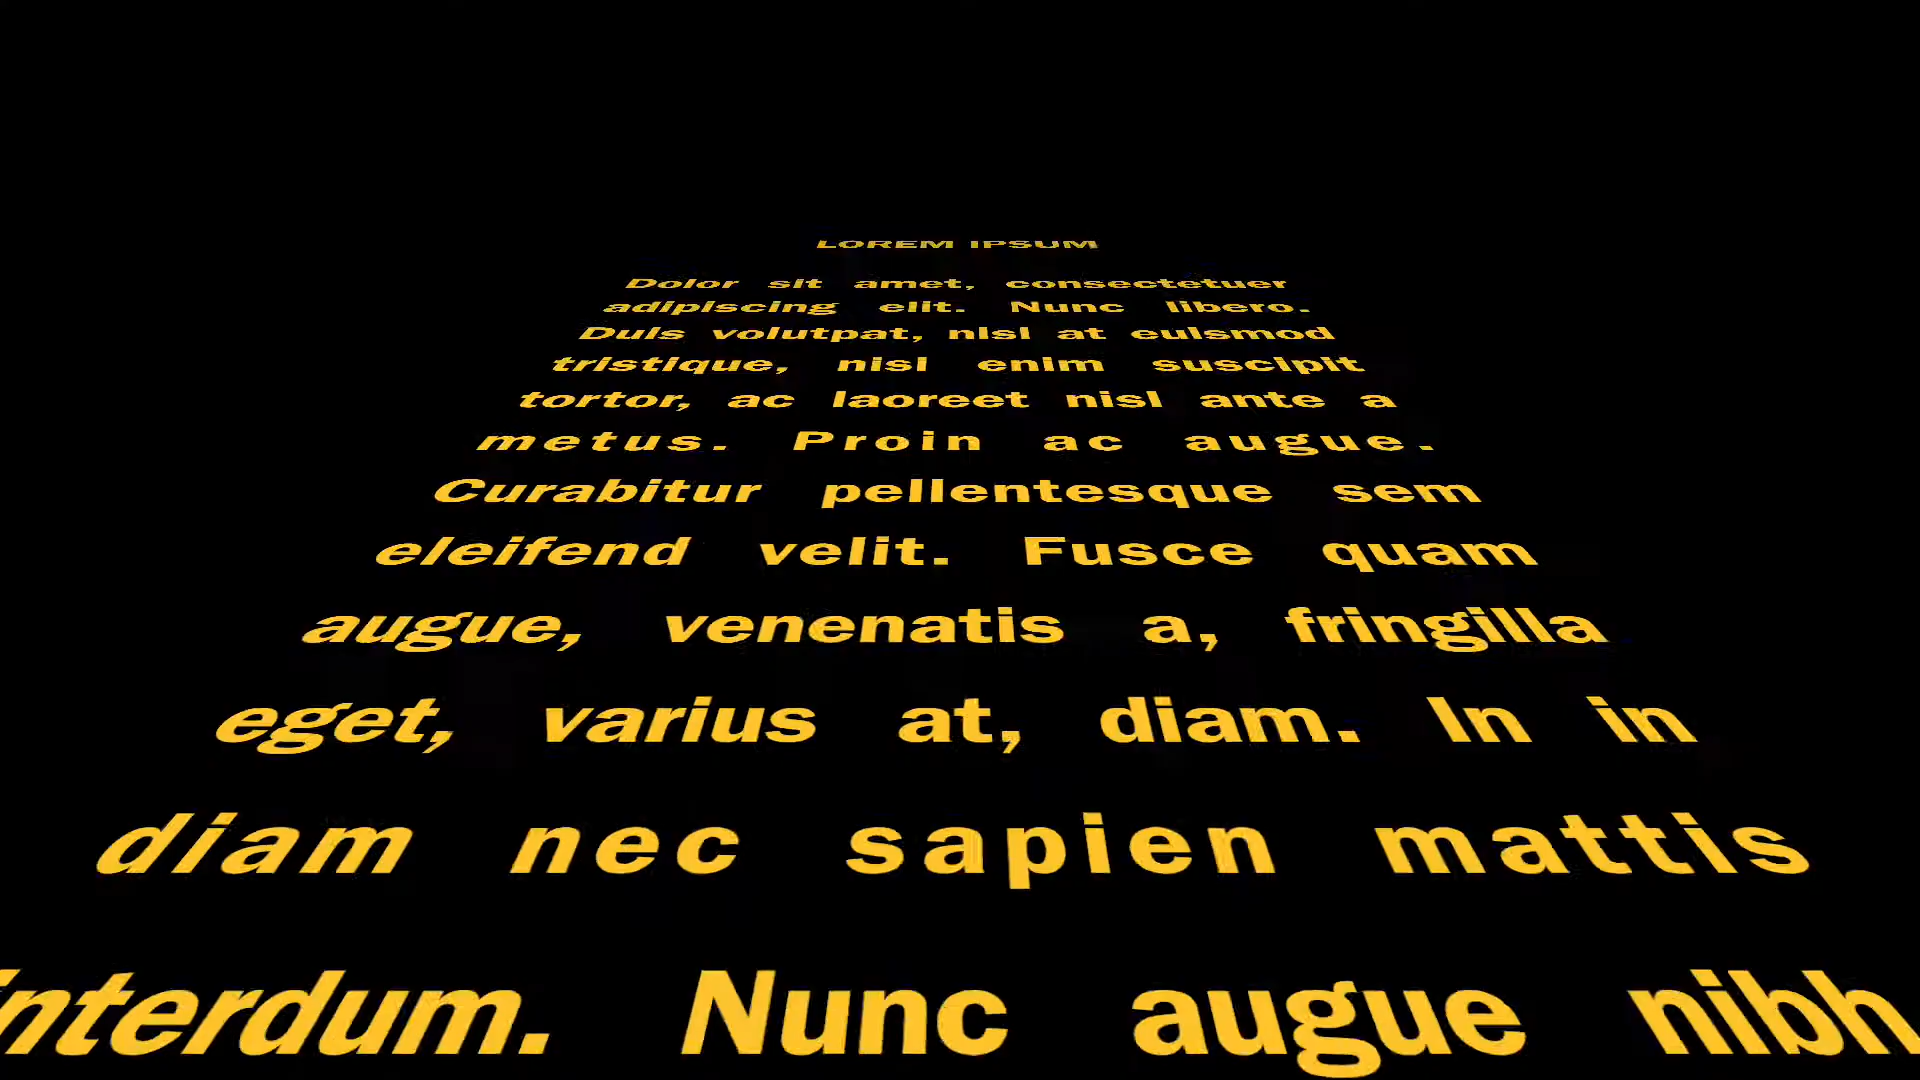 LOREM IPSUM
Dolor sit amet, consectetuer
adipiscing elit. Nunc libero.
Duis volutpat, nisl at euismod
tristique, nisl enim suscipit
tortor, ac laoreet nisl ante a
metus. Proin ac augue.
Curabitur pellentesque sem
eleifend velit. Fusce quam
augue, venenatis a, fringilla
eget, varius at, diam. In in
diam nec sapien mattis
interdum. Nunc augue nibh